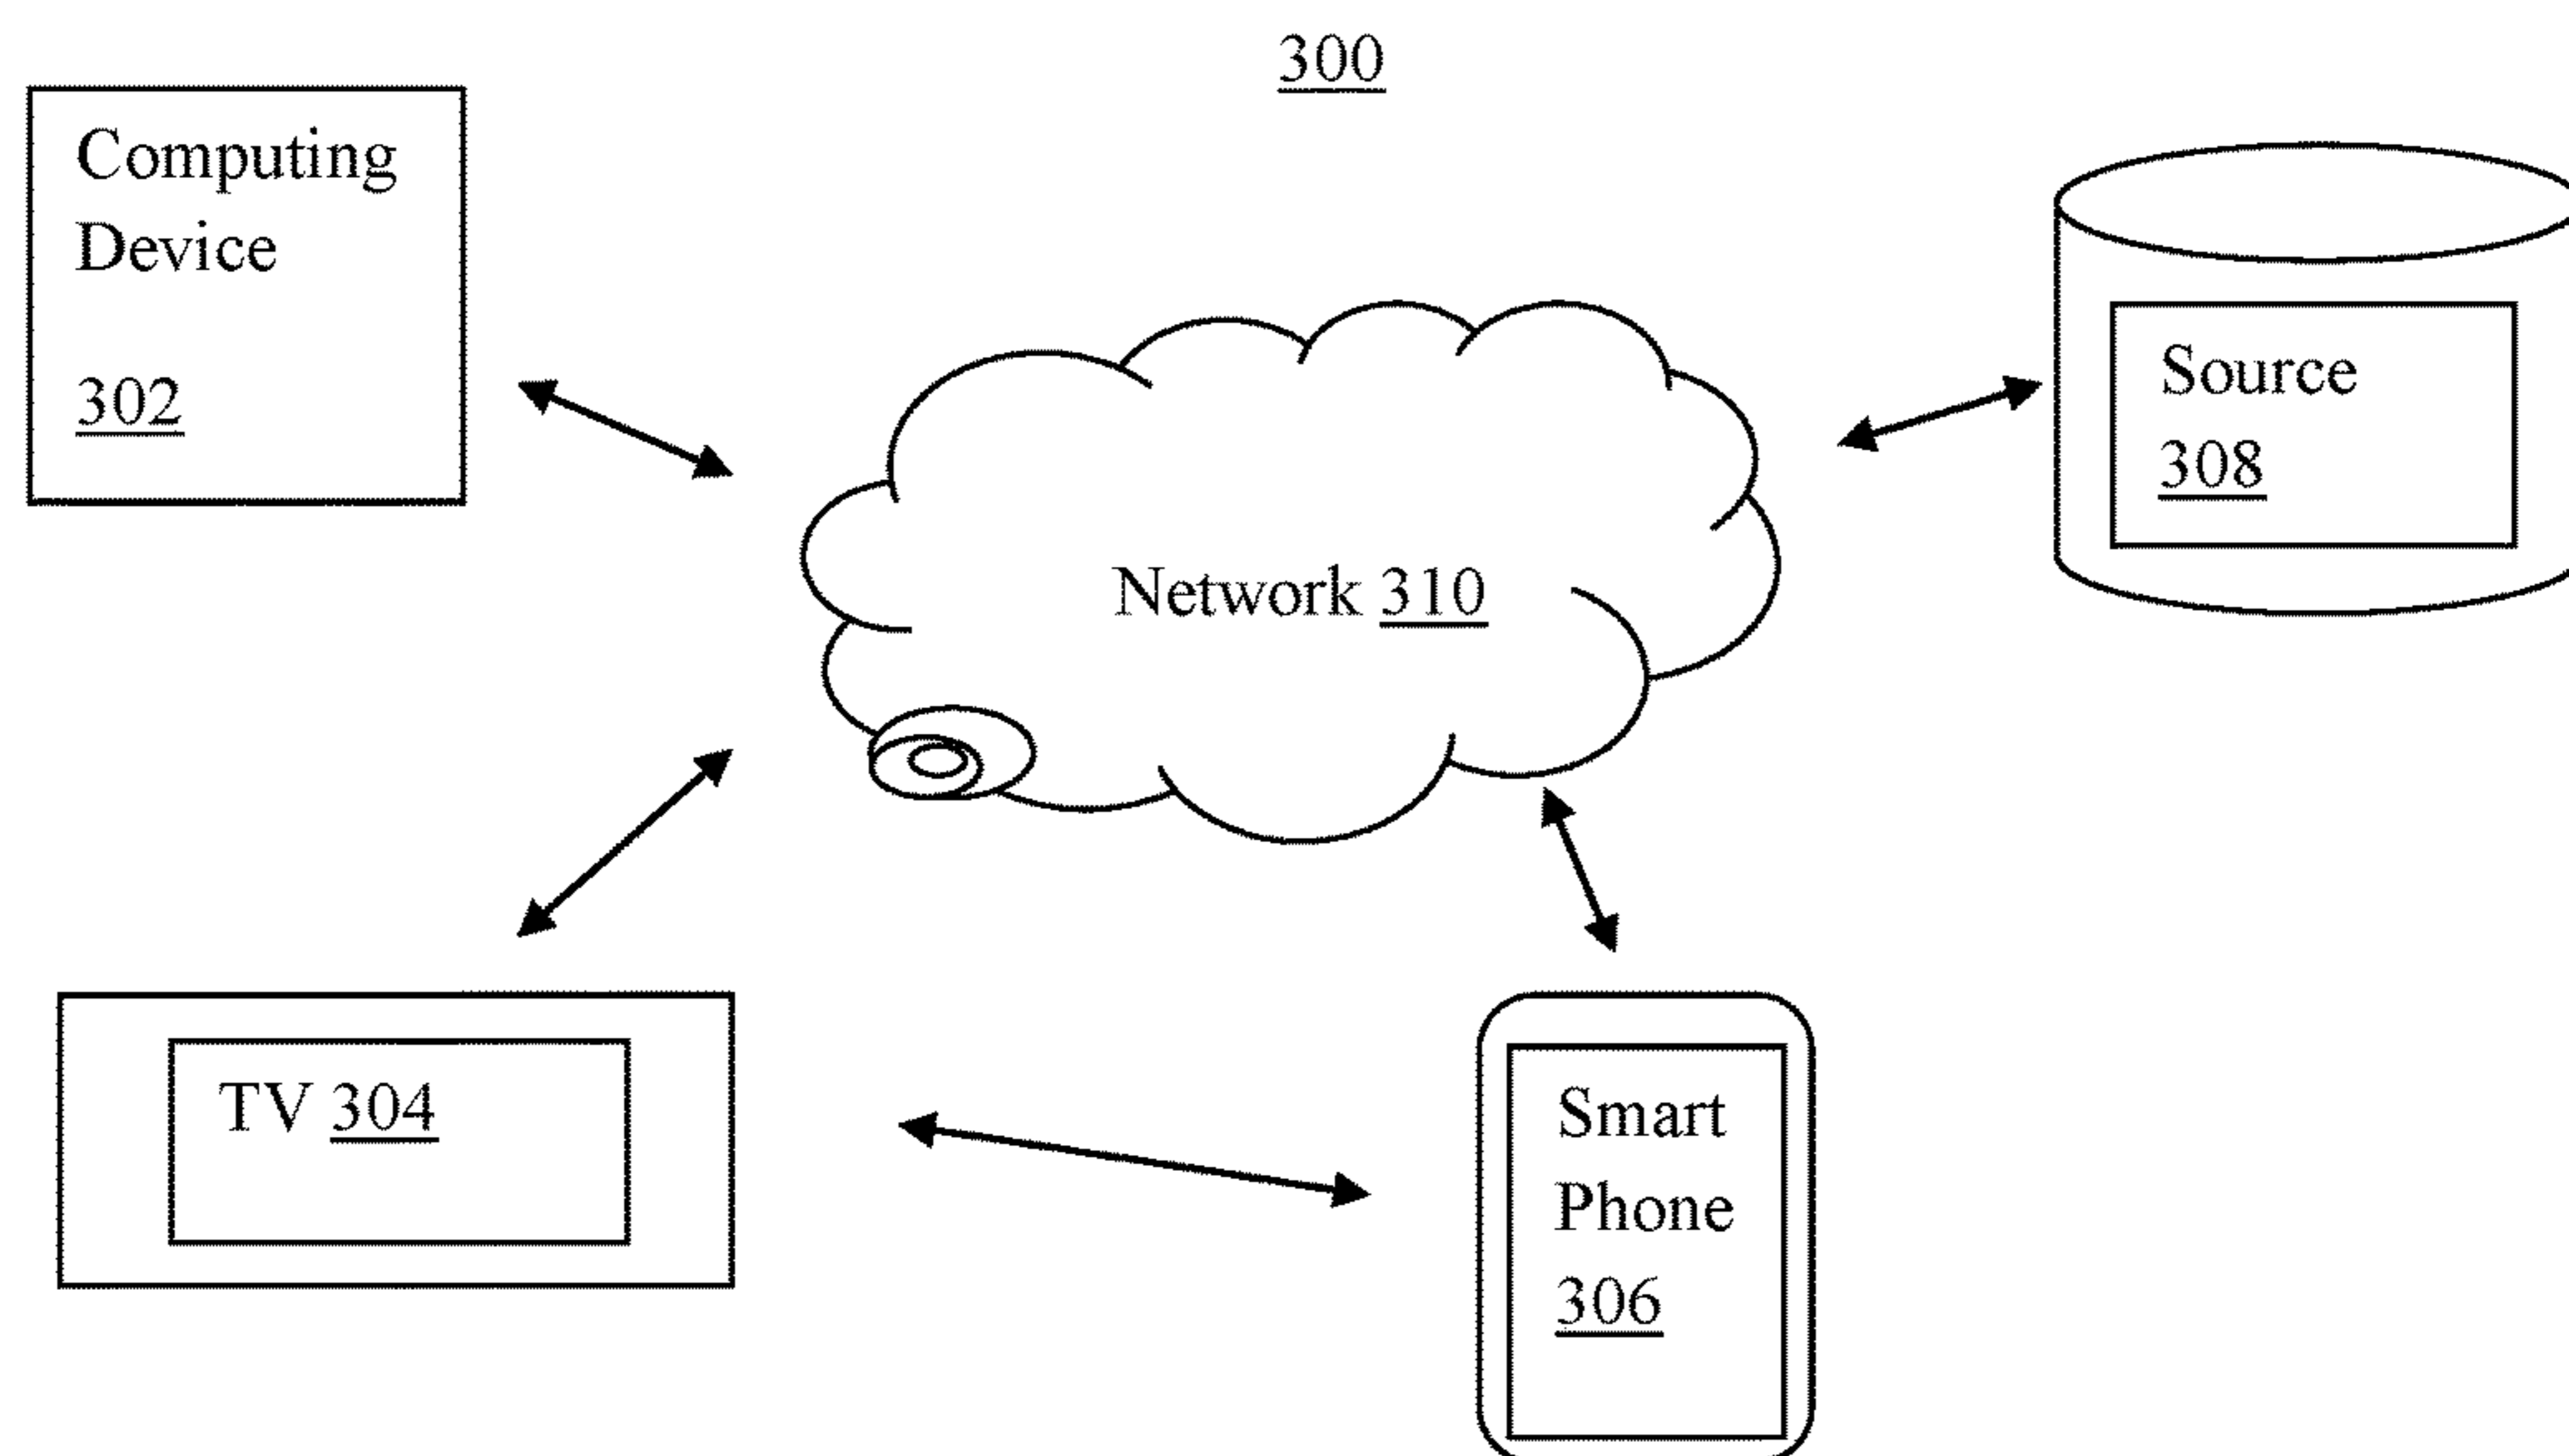 300
Computing
Device
302
Source
308
Network 310
TV 304
Smart
Phone
306